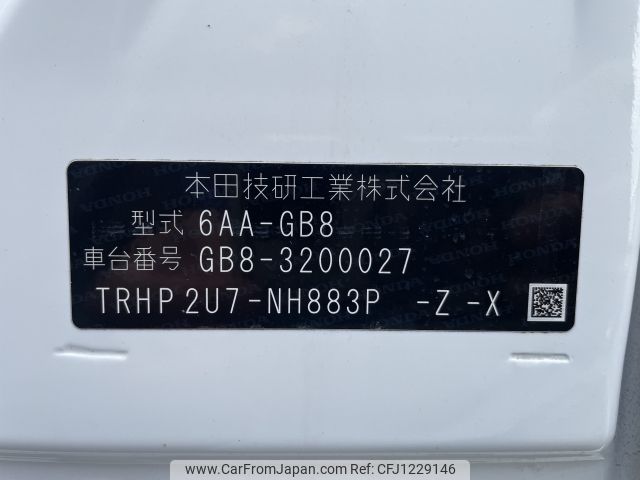 本田技研工業株式会社
型式 6AA-GB8
車台番号 GB8-3200027
TRHP 2U7-NH883P -Z -X
www.CarFromJapan.com - CFJ1229146